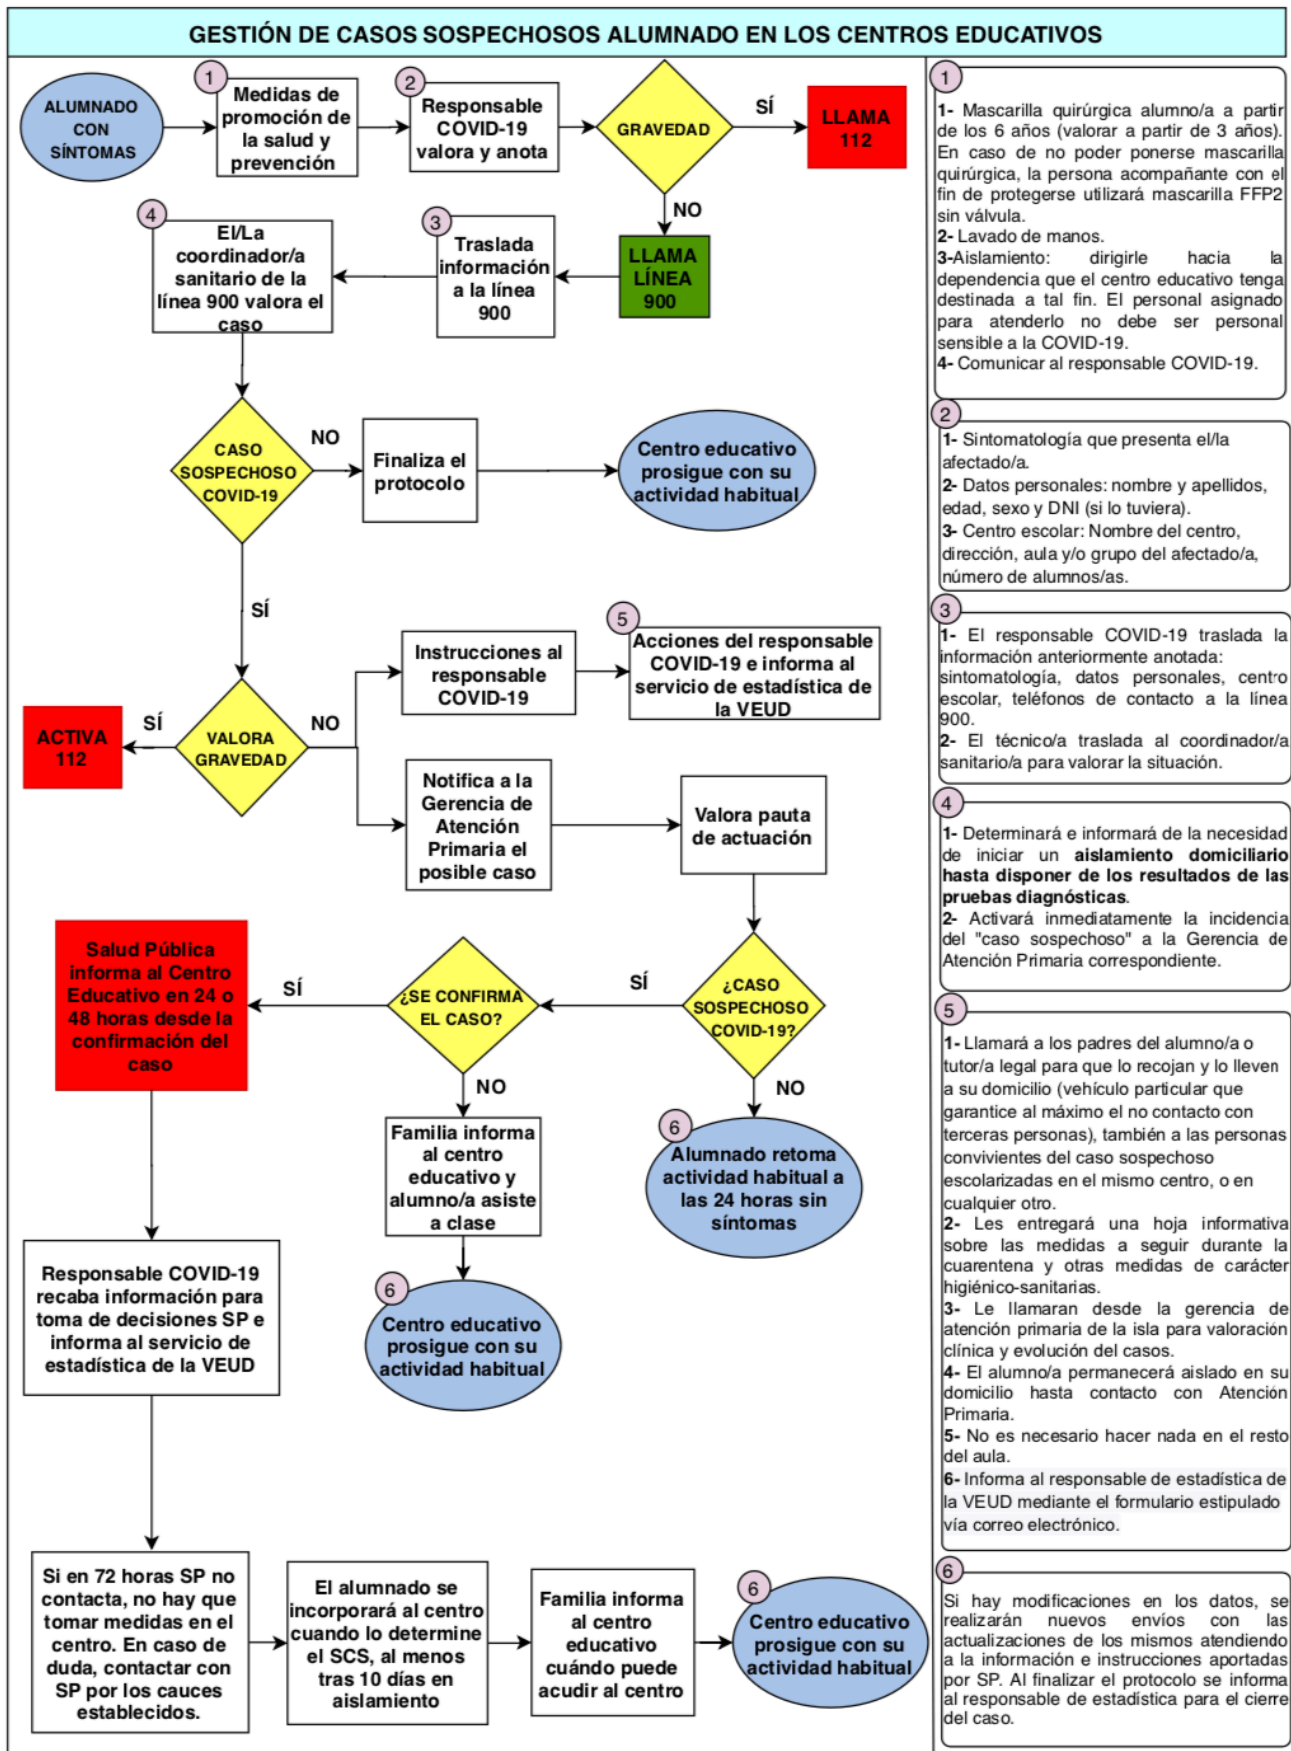 GESTIÓN DE CASOS SOSPECHOSOS ALUMNADO EN LOS CENTROS EDUCATIVOS
ALUMNADO
CON
SÍNTOMAS
1
Medidas de
promoción de
la salud y
prevención
2
Responsable
COVID-19
valora y anota
GRAVEDAD
SÍ
LLAMA
112
NO
LLAMA
LÍNEA
900
3
Traslada
información
a la línea
900
4
El/La
coordinador/a
sanitario de la
línea 900 valora el
caso
CASO
SOSPECHOSO
COVID-19
NO
Finaliza el
protocolo
Centro educativo
prosigue con su
actividad habitual
SÍ
VALORA
GRAVEDAD
SÍ
ACTIVA
112
NO
Instrucciones al
responsable
COVID-19
5
Acciones del responsable
COVID-19 e informa al
servicio de estadística de
la VEUD
Notifica a la
Gerencia de
Atención
Primaria el
posible caso
Valora pauta
de actuación
¿CASO
SOSPECHOSO
COVID-19?
SÍ
NO
6
Alumnado retoma
actividad habitual a
las 24 horas sin
síntomas
¿SE CONFIRMA
EL CASO?
SÍ
NO
Familia informa
al centro
educativo y
alumno/a asiste
a clase
6
Centro educativo
prosigue con su
actividad habitual
Salud Pública
informa al Centro
Educativo en 24 o
48 horas desde la
confirmación del
caso
Responsable COVID-19
recaba información para
toma de decisiones SP e
informa al servicio de
estadística de la VEUD
Si en 72 horas SP no
contacta, no hay que
tomar medidas en el
centro. En caso de
duda, contactar con
SP por los cauces
establecidos.
El alumnado se
incorporará al centro
cuando lo determine
el SCS, al menos
tras 10 días en
aislamiento
Familia informa
al centro
educativo
cuándo puede
acudir al centro
6
Centro educativo
prosigue con su
actividad habitual
1
1- Mascarilla quirúrgica alumno/a a partir
de los 6 años (valorar a partir de 3 años).
En caso de no poder ponerse mascarilla
quirúrgica, la persona acompañante con el
fin de protegerse utilizará mascarilla FFP2
sin válvula.
2- Lavado de manos.
3-Aislamiento: dirigirle hacia la
dependencia que el centro educativo tenga
destinada a tal fin. El personal asignado
para atenderlo no debe ser personal
sensible a la COVID-19.
4- Comunicar al responsable COVID-19.
2
1- Sintomatología que presenta el/la
afectado/a.
2- Datos personales: nombre y apellidos,
edad, sexo y DNI (si lo tuviera).
3- Centro escolar: Nombre del centro,
dirección, aula y/o grupo del afectado/a,
número de alumnos/as.
3
1- El responsable COVID-19 traslada la
información anteriormente anotada:
sintomatología, datos personales, centro
escolar, teléfonos de contacto a la línea
900.
2- El técnico/a traslada al coordinador/a
sanitario/a para valorar la situación.
4
1- Determinará e informará de la necesidad
de iniciar un aislamiento domiciliario
hasta disponer de los resultados de las
pruebas diagnósticas.
2- Activará inmediatamente la incidencia
del "caso sospechoso" a la Gerencia de
Atención Primaria correspondiente.
5
1- Llamará a los padres del alumno/a o
tutor/a legal para que lo recojan y lo lleven
a su domicilio (vehículo particular que
garantice al máximo el no contacto con
terceras personas), también a las personas
convivientes del caso sospechoso
escolarizadas en el mismo centro, o en
cualquier otro.
2- Les entregará una hoja informativa
sobre las medidas a seguir durante la
cuarentena y otras medidas de carácter
higiénico-sanitarias.
3- Le llamaran desde la gerencia de
atención primaria de la isla para valoración
clínica y evolución del casos.
4- El alumno/a permanecerá aislado en su
domicilio hasta contacto con Atención
Primaria.
5- No es necesario hacer nada en el resto
del aula.
6- Informa al responsable de estadística de
la VEUD mediante el formulario estipulado
vía correo electrónico.
6
Si hay modificaciones en los datos, se
realizarán nuevos envíos con las
actualizaciones de los mismos atendiendo
a la información e instrucciones aportadas
por SP. Al finalizar el protocolo se informa
al responsable de estadística para el cierre
del caso.